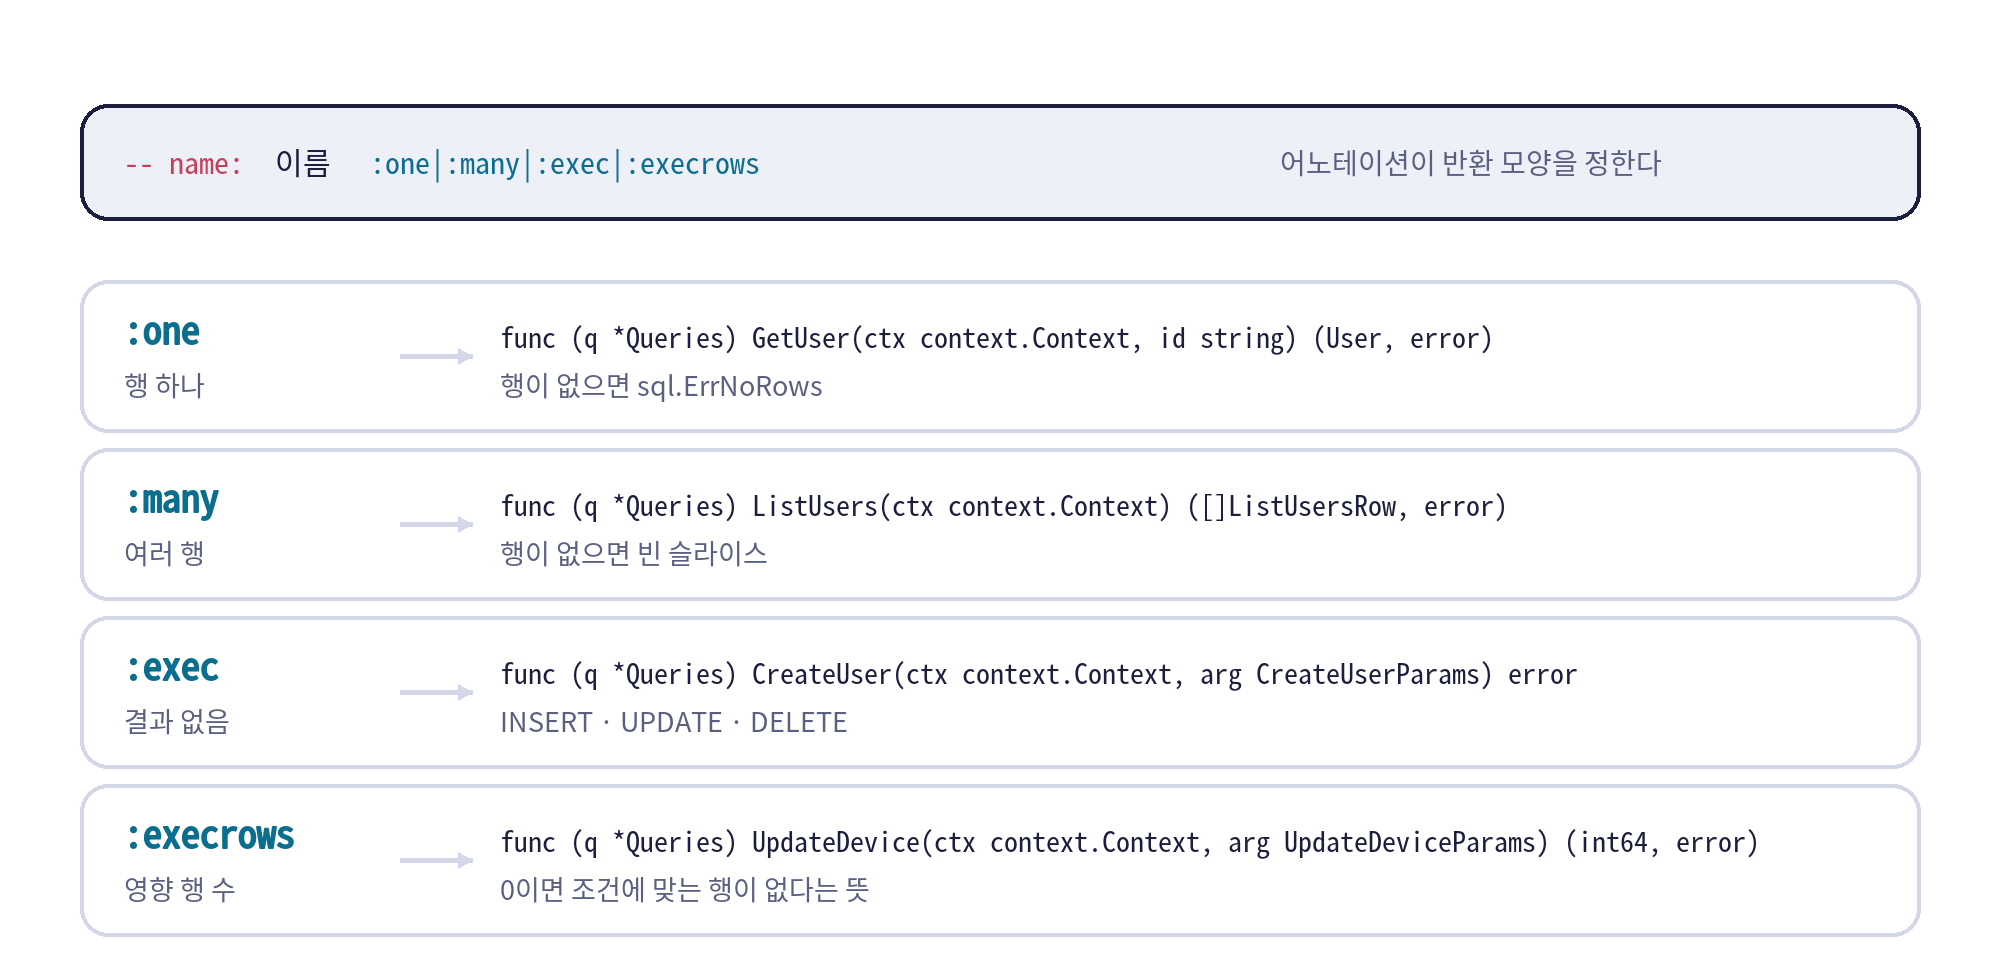 -- name: 이름 :one|:many|:exec|:execrows 어노테이션이 반환 모양을 정한다
:one
func (q *Queries) GetUser(ctx context.Context, id string) (User, error)
행 하나
행이 없으면 sql.ErrNoRows
:many
func (q *Queries) ListUsers(ctx context.Context) ([]ListUsersRow, error)
여러 행
행이 없으면 빈 슬라이스
:exec
func (q *Queries) CreateUser(ctx context.Context, arg CreateUserParams) error
결과 없음
INSERT · UPDATE · DELETE
:execrows
func (q *Queries) UpdateDevice(ctx context.Context, arg UpdateDeviceParams) (int64, error)
영향 행 수
0이면 조건에 맞는 행이 없다는 뜻